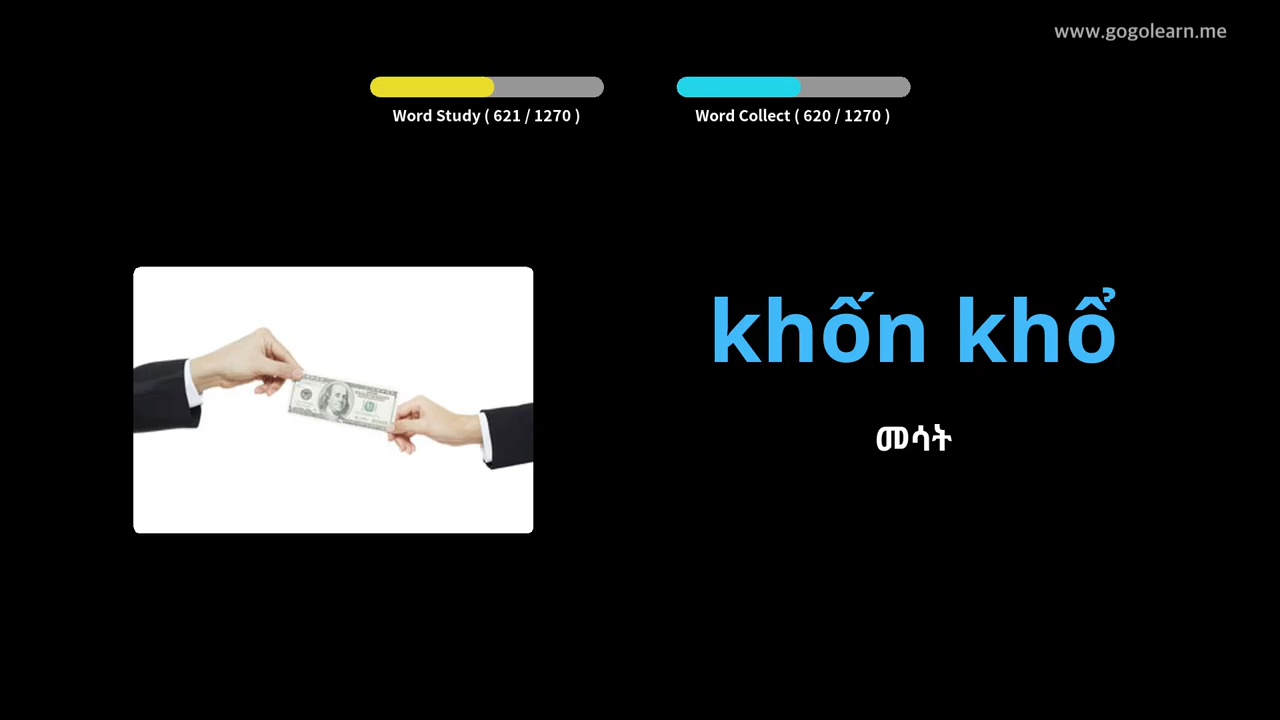 www.gogolearn.me
Word Study ( 621 / 1270 )
Word Collect ( 620 / 1270 )
khốn khổ
መሳት